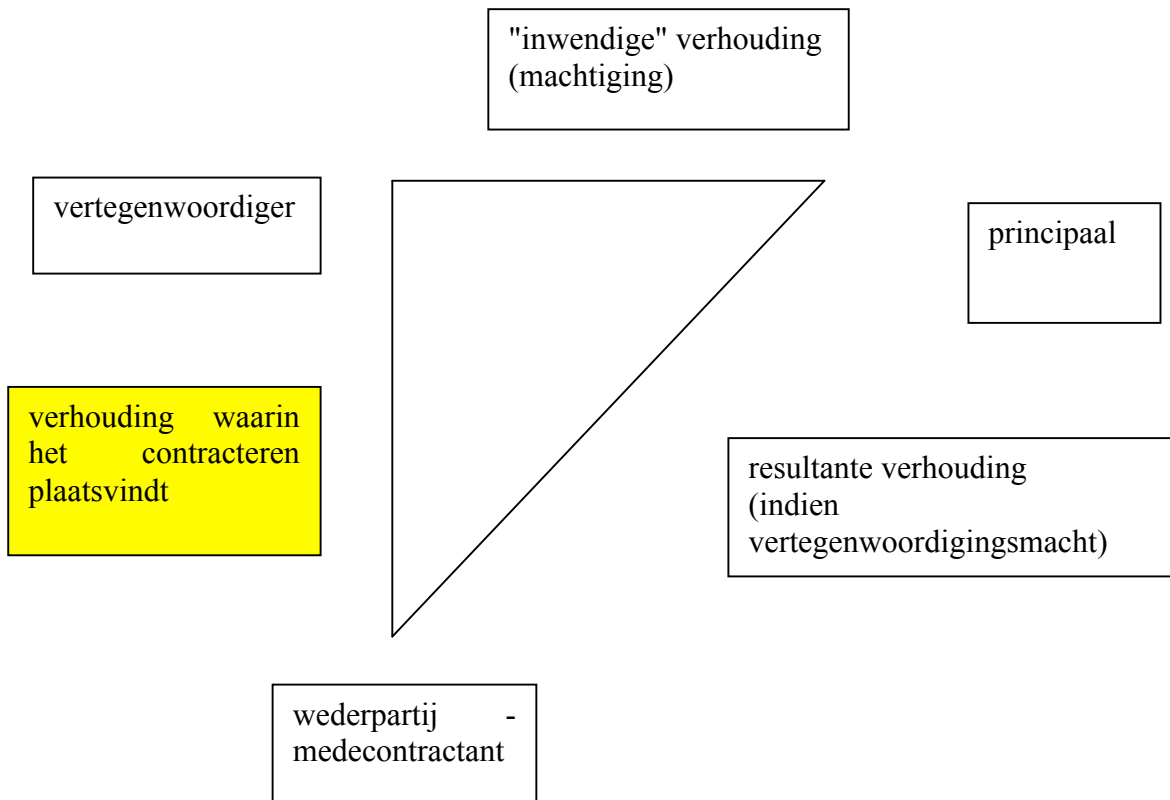 "inwendige" verhouding
(machtiging)
vertegenwoordiger
principaal
verhouding waarin
het contracteren
plaatsvindt
resultante verhouding
(indien
vertegenwoordigingsmacht)
wederpartij -
medecontractant